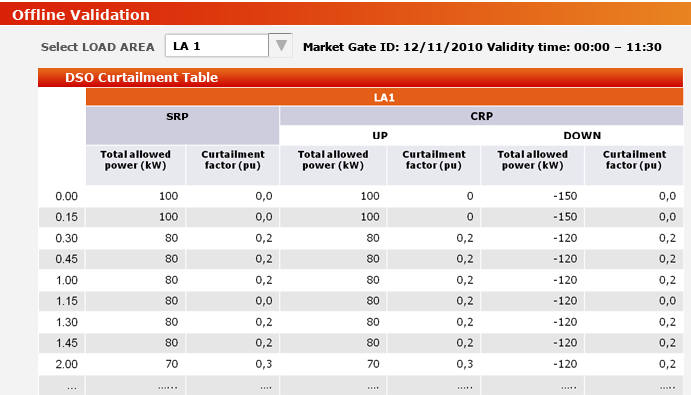 Offline Validation
Select LOAD AREA LA 1 Market Gate ID: 12/11/2010 Validity time: 00:00 – 11:30
DSO Curtailment Table
LA1
SRP CRP
UP DOWN
Total allowed power (kW) Curtailment factor (pu) Total allowed power (kW) Curtailment factor (pu) Total allowed power (kW) Curtailment factor (pu)
0.00 100 0,0 100 0 -150 0,0
0.15 100 0,0 100 0 -150 0,0
0.30 80 0,2 80 0,2 -120 0,2
0.45 80 0,2 80 0,2 -120 0,2
1.00 80 0,2 80 0,2 -120 0,2
1.15 80 0,0 80 0,2 -120 0,0
1.30 80 0,2 80 0,2 -120 0,2
1.45 80 0,2 80 0,2 -120 0,2
2.00 70 0,3 70 0,3 -120 0,2
... ...... .... .... ..... ..... .....